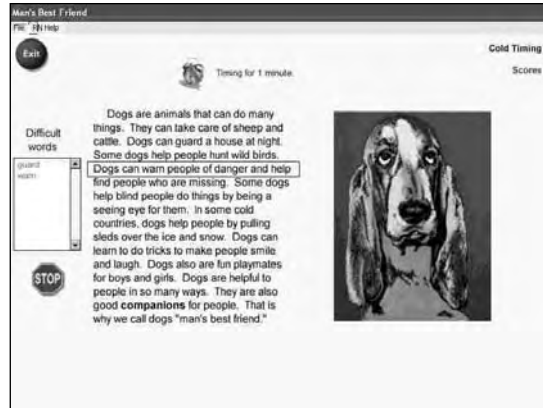 Man's Best Friend
File RN Help
Exit
Cold Timing
Timing for 1 minute.
Scores
Difficult
words
guard
warn
STOP
Dogs are animals that can do many
things. They can take care of sheep and
cattle. Dogs can guard a house at night.
Some dogs help people hunt wild birds.
Dogs can warn people of danger and help
find people who are missing. Some dogs
help blind people do things by being a
seeing eye for them. In some cold
countries, dogs help people by pulling
sleds over the ice and snow. Dogs can
learn to do tricks to make people smile
and laugh. Dogs also are fun playmates
for boys and girls. Dogs are helpful to
people in so many ways. They are also
good companions for people. That is
why we call dogs "man's best friend."